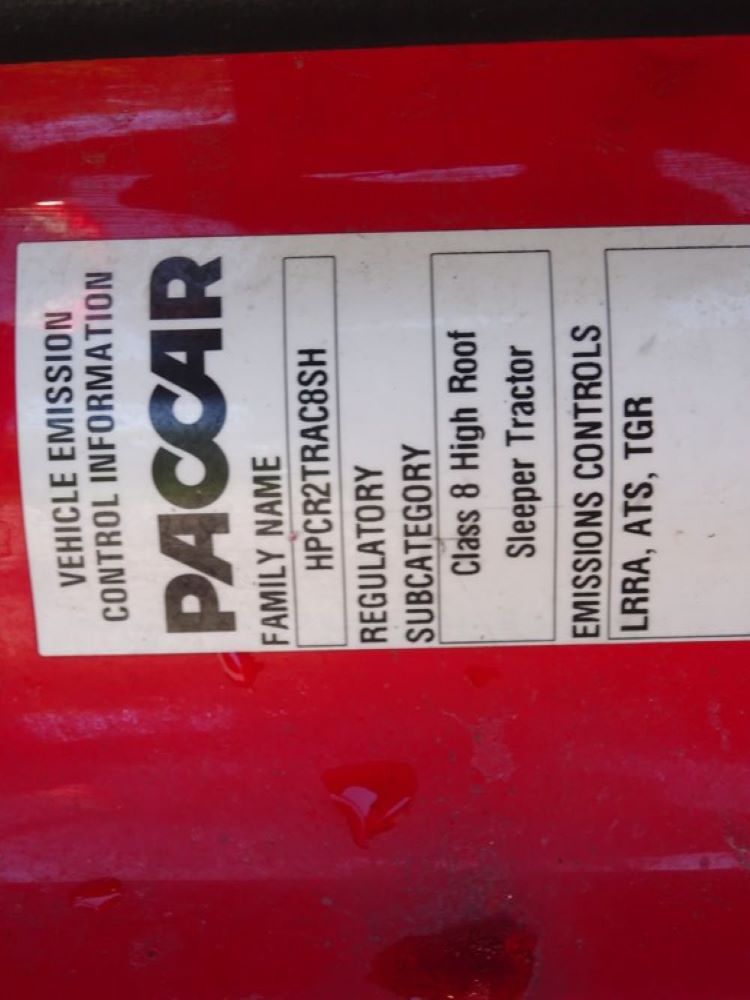 VEHICLE EMISSION
CONTROL INFORMATION
PACCAR
FAMILY NAME
HPCR2TRAC8SH
REGULATORY
SUBCATEGORY
Class 8 High Roof
Sleeper Tractor
EMISSIONS CONTROLS
LRRA, ATS, TGR